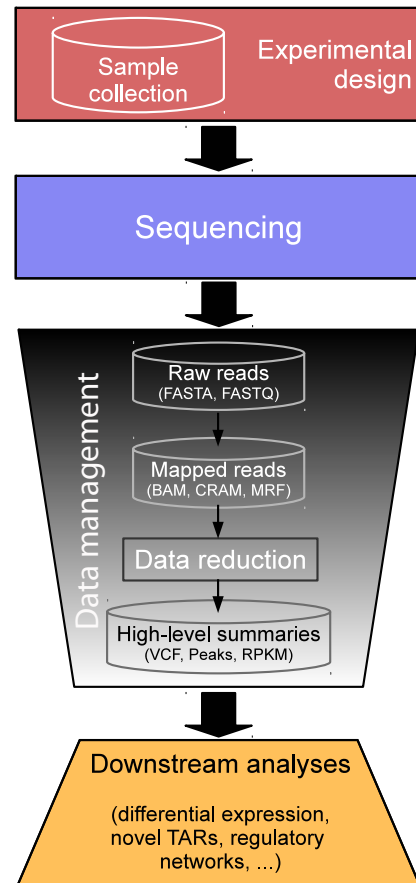 Sample
collection
Experimental
design
Sequencing
Data management
Raw reads
(FASTA, FASTQ)
Mapped reads
(BAM, CRAM, MRF)
Data reduction
High-level summaries
(VCF, Peaks, RPKM)
Downstream analyses
(differential expression,
novel TARs, regulatory
networks, ...)